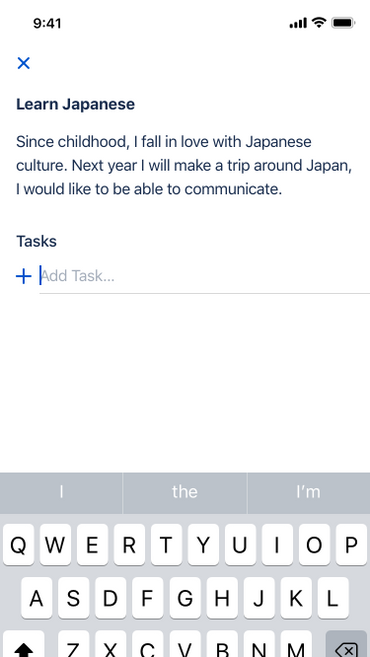 9:41
Learn Japanese
Since childhood, I fall in love with Japanese
culture. Next year I will make a trip around Japan,
I would like to be able to communicate.
Tasks
Add Task...
I the I'm
Q W E R T Y U I O P
A S D F G H J K L
Z X C V B N M